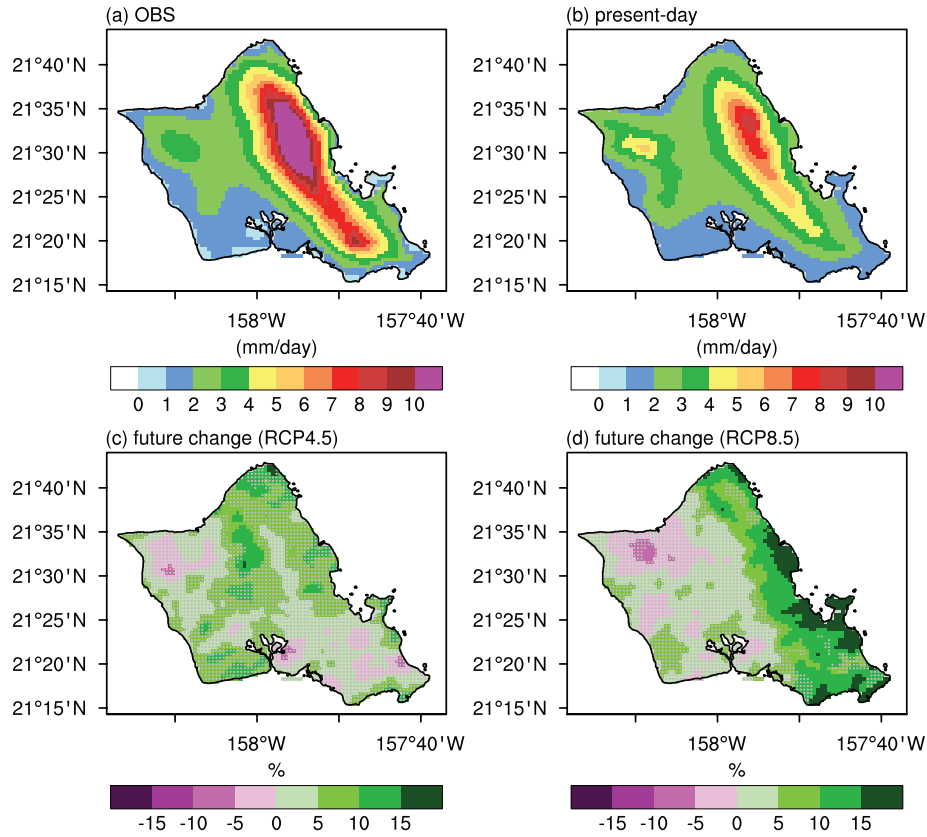 (a) OBS
(b) present-day
21°40'N
21°35'N
21°30'N
21°25'N
21°20'N
21°15'N
21°40'N
21°35'N
21°30'N
21°25'N
21°20'N
21°15'N
158°W 157°40'W
158°W 157°40'W
(mm/day)
(mm/day)
0 1 2 3 4 5 6 7 8 9 10
0 1 2 3 4 5 6 7 8 9 10
(c) future change (RCP4.5)
(d) future change (RCP8.5)
21°40'N
21°35'N
21°30'N
21°25'N
21°20'N
21°15'N
21°40'N
21°35'N
21°30'N
21°25'N
21°20'N
21°15'N
158°W 157°40'W
158°W 157°40'W
%
%
-15 -10 -5 0 5 10 15
-15 -10 -5 0 5 10 15